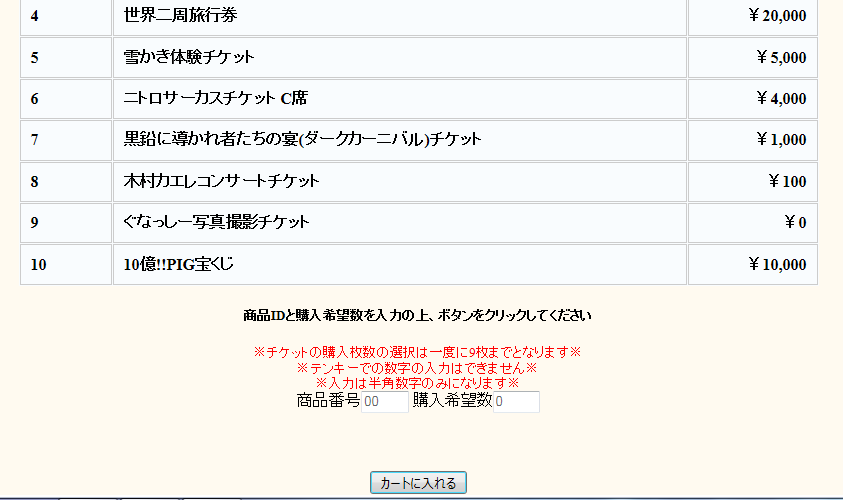 4 世界二周旅行券 ￥20,000
5 雪かき体験チケット ￥5,000
6 ニトロサーカスチケット C席 ￥4,000
7 黒鉛に導かれ者たちの宴(ダークカーニバル)チケット ￥1,000
8 木村カエレコンサートチケット ￥100
9 ぐなっしー写真撮影チケット ￥0
10 10億!!PIG宝くじ ￥10,000
商品IDと購入希望数を入力の上、ボタンをクリックしてください
※チケットの購入枚数の選択は一度に9枚までとなります※
※テンキーでの数字の入力はできません※
※入力は半角数字のみになります※
商品番号 00 購入希望数 0
カートに入れる